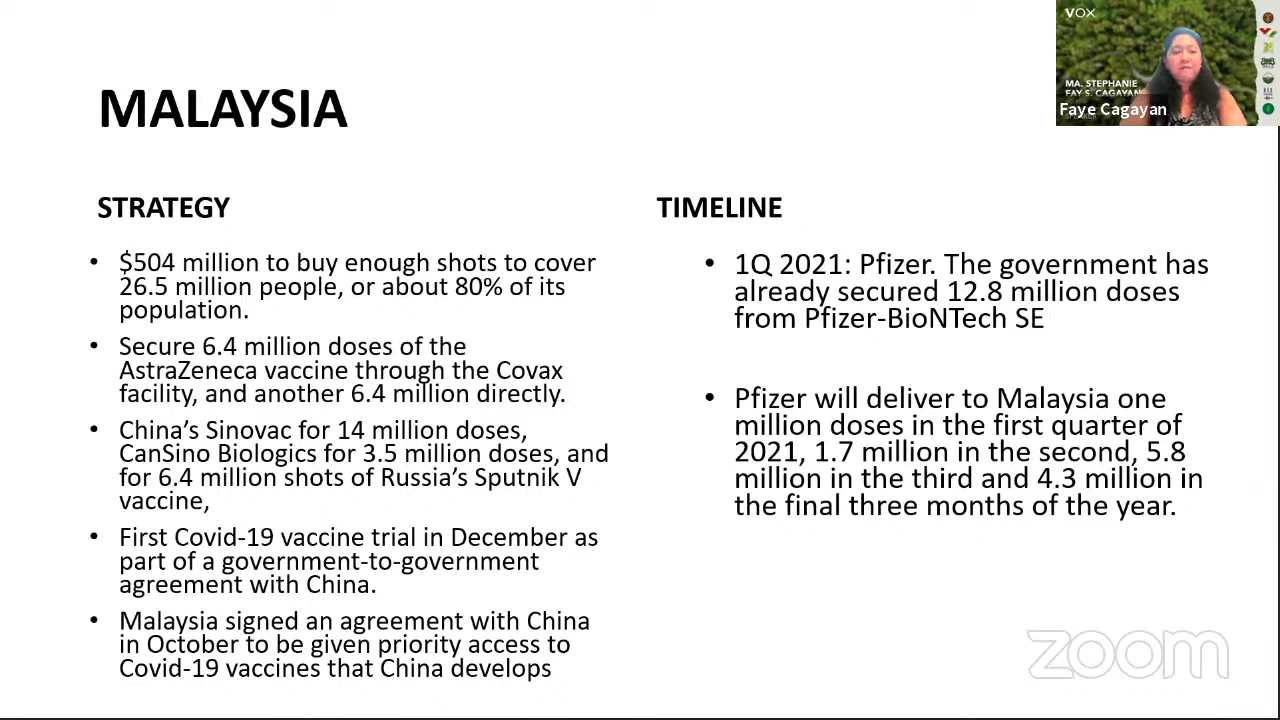 MALAYSIA
STRATEGY
$504 million to buy enough shots to cover
26.5 million people, or about 80% of its
population.
Secure 6.4 million doses of the
AstraZeneca vaccine through the Covax
facility, and another 6.4 million directly.
China’s Sinovac for 14 million doses,
CanSino Biologics for 3.5 million doses, and
for 6.4 million shots of Russia’s Sputnik V
vaccine,
First Covid-19 vaccine trial in December as
part of a government-to-government
agreement with China.
Malaysia signed an agreement with China
in October to be given priority access to
Covid-19 vaccines that China develops
TIMELINE
1Q 2021: Pfizer. The government has
already secured 12.8 million doses
from Pfizer-BioNTech SE
Pfizer will deliver to Malaysia one
million doses in the first quarter of
2021, 1.7 million in the second, 5.8
million in the third and 4.3 million in
the final three months of the year.
VOX
MA. STEPHANIE
FAY S. CAGAYAN
Faye Cagayan
zoom